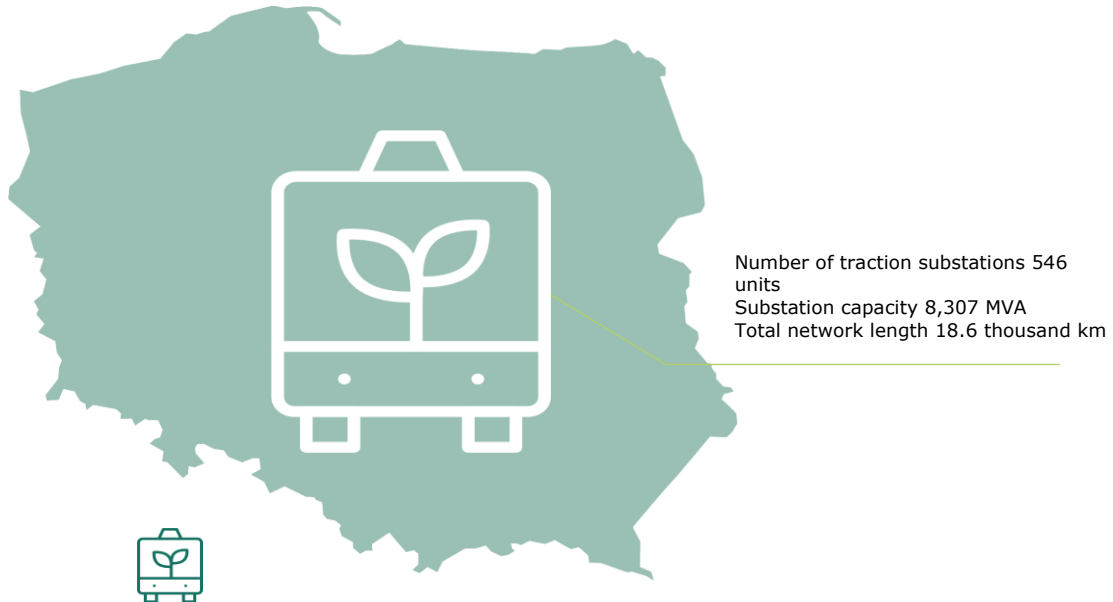 Number of traction substations 546
units
Substation capacity 8,307 MVA
Total network length 18.6 thousand km